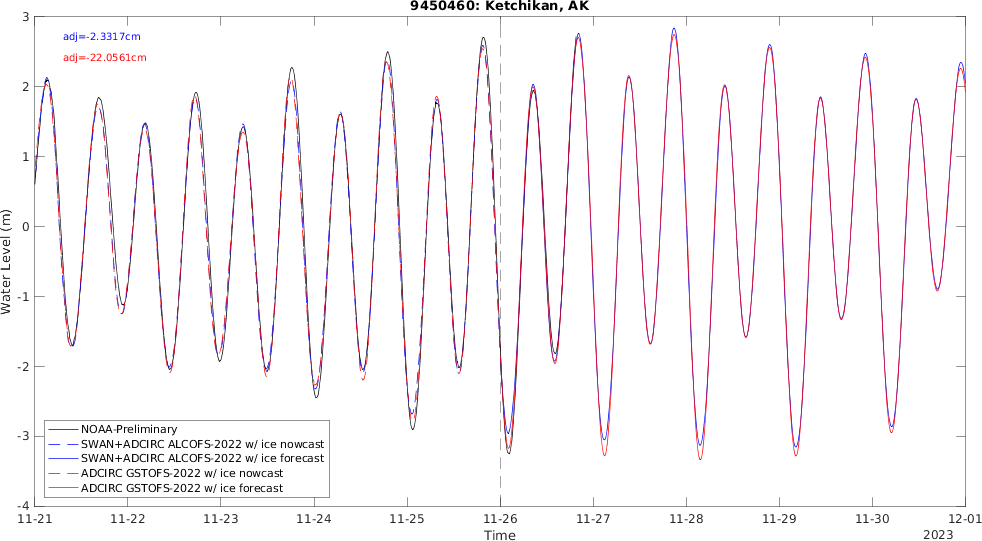 9450460: Ketchikan, AK
adj=-2.3317cm
adj=-22.0561cm
3
2
1
0
-1
-2
-3
-4
Water Level (m)
NOAA-Preliminary
SWAN+ADCIRC ALCOFS-2022 w/ ice nowcast
SWAN+ADCIRC ALCOFS-2022 w/ ice forecast
ADCIRC GSTOFS-2022 w/ ice nowcast
ADCIRC GSTOFS-2022 w/ ice forecast
11-21 11-22 11-23 11-24 11-25 11-26 11-27 11-28 11-29 11-30 12-01
Time
2023